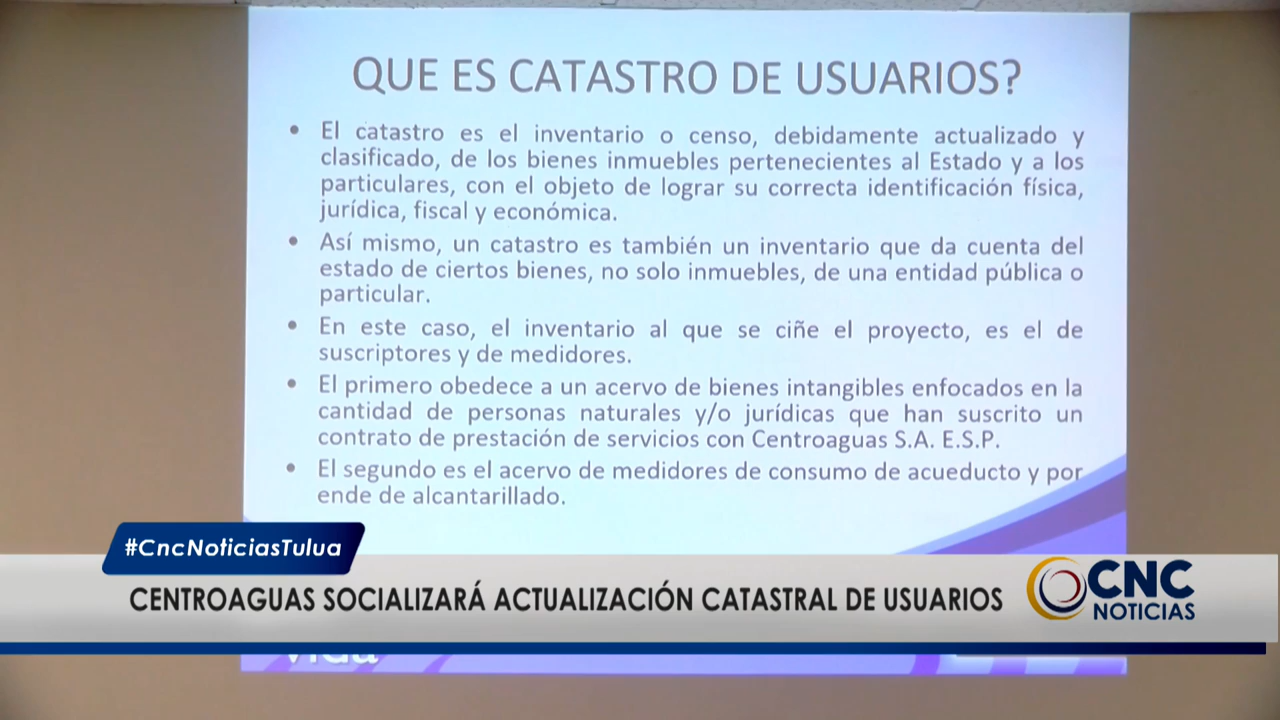 QUE ES CATASTRO DE USUARIOS?
• El catastro es el inventario o censo, debidamente actualizado y
clasificado, de los bienes inmuebles pertenecientes al Estado y a los
particulares, con el objeto de lograr su correcta identificación física,
jurídica, fiscal y económica.
• Así mismo, un catastro es también un inventario que da cuenta del
estado de ciertos bienes, no solo inmuebles, de una entidad pública o
particular.
• En este caso, el inventario al que se ciñe el proyecto, es el de
suscriptores y de medidores.
• El primero obedece a un acervo de bienes intangibles enfocados en la
cantidad de personas naturales y/o jurídicas que han suscrito un
contrato de prestación de servicios con Centroaguas S.A. E.S.P.
• El segundo es el acervo de medidores de consumo de acueducto y por
ende de alcantarillado.
#CncNoticiasTulua
CENTROAGUAS SOCIALIZARÁ ACTUALIZACIÓN CATASTRAL DE USUARIOS
CNC
NOTICIAS
vida